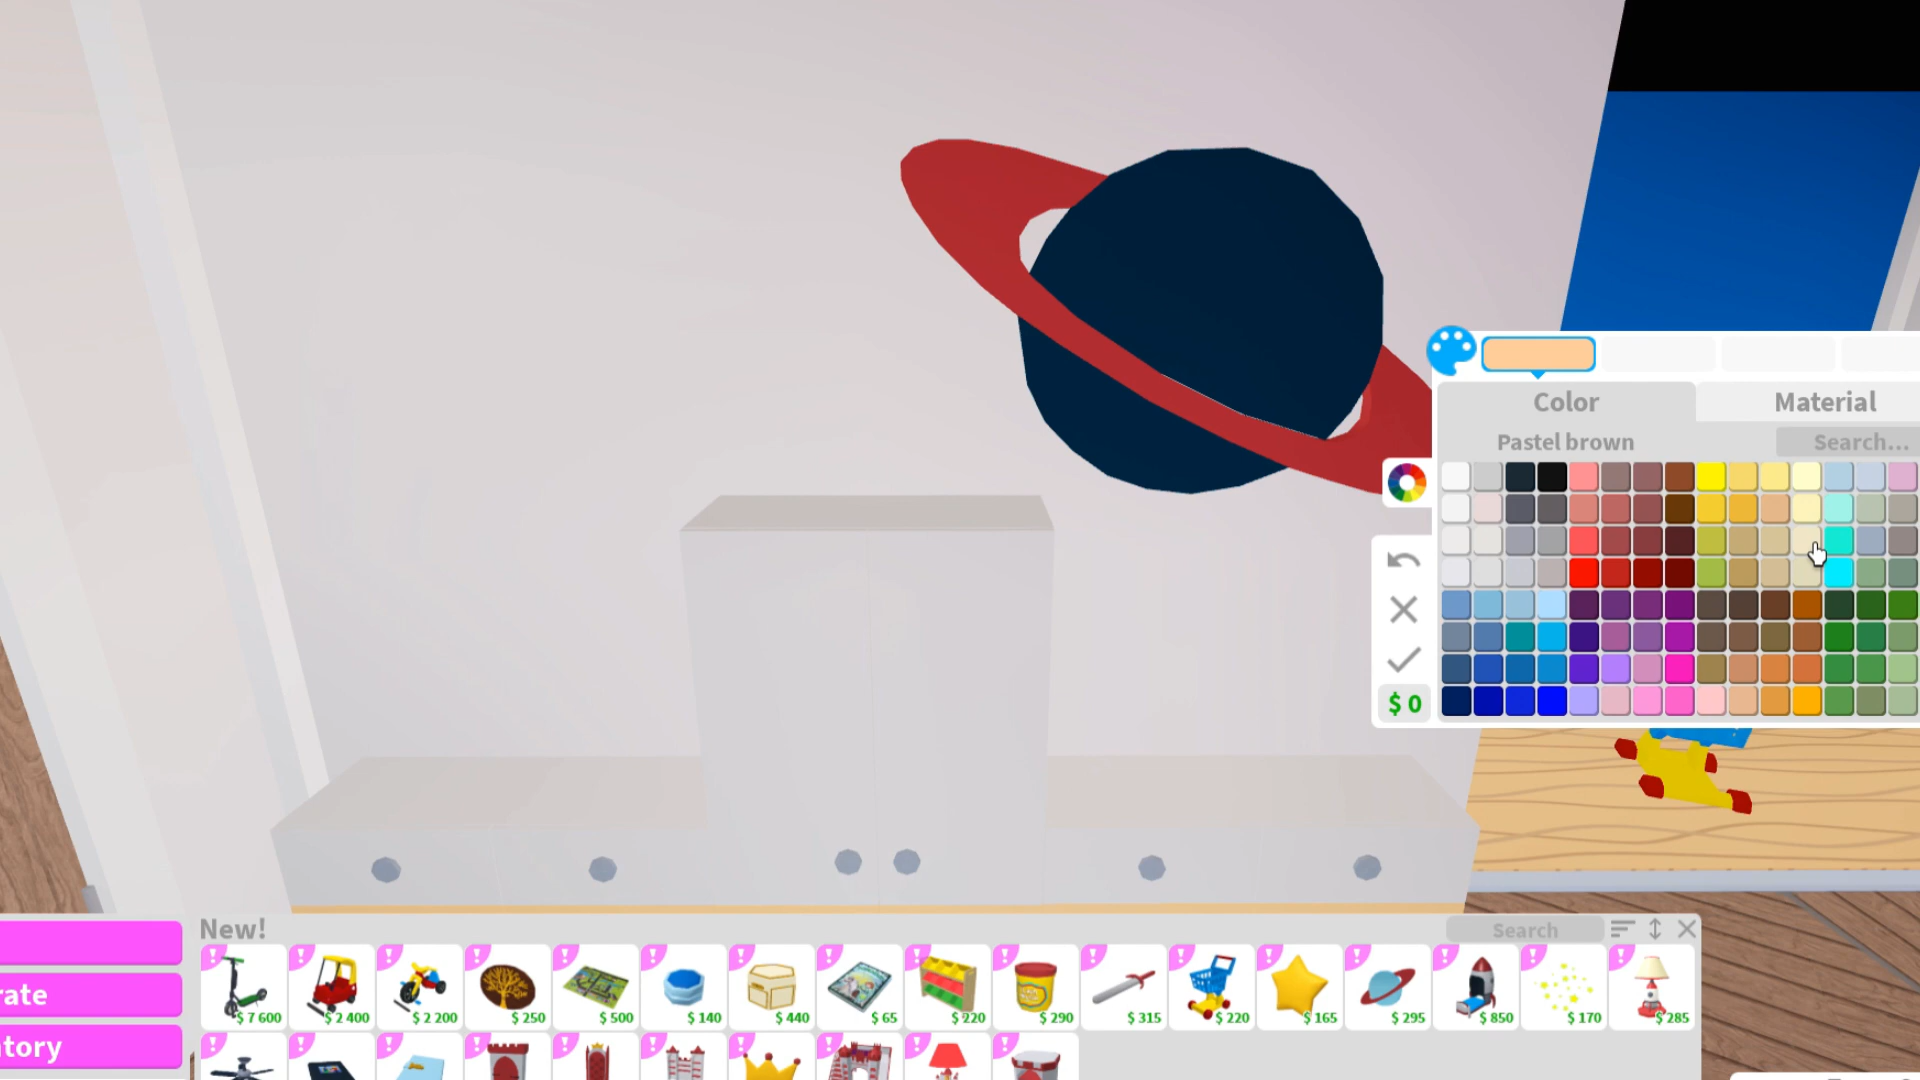 Color
Material
Pastel brown
Search...
$ 0
rate
tory
New!
Search
$ 7 600
$ 2 400
$ 2 200
$ 250
$ 500
$ 140
$ 440
$ 65
$ 220
$ 290
$ 315
$ 220
$ 165
$ 295
$ 850
$ 170
$ 285